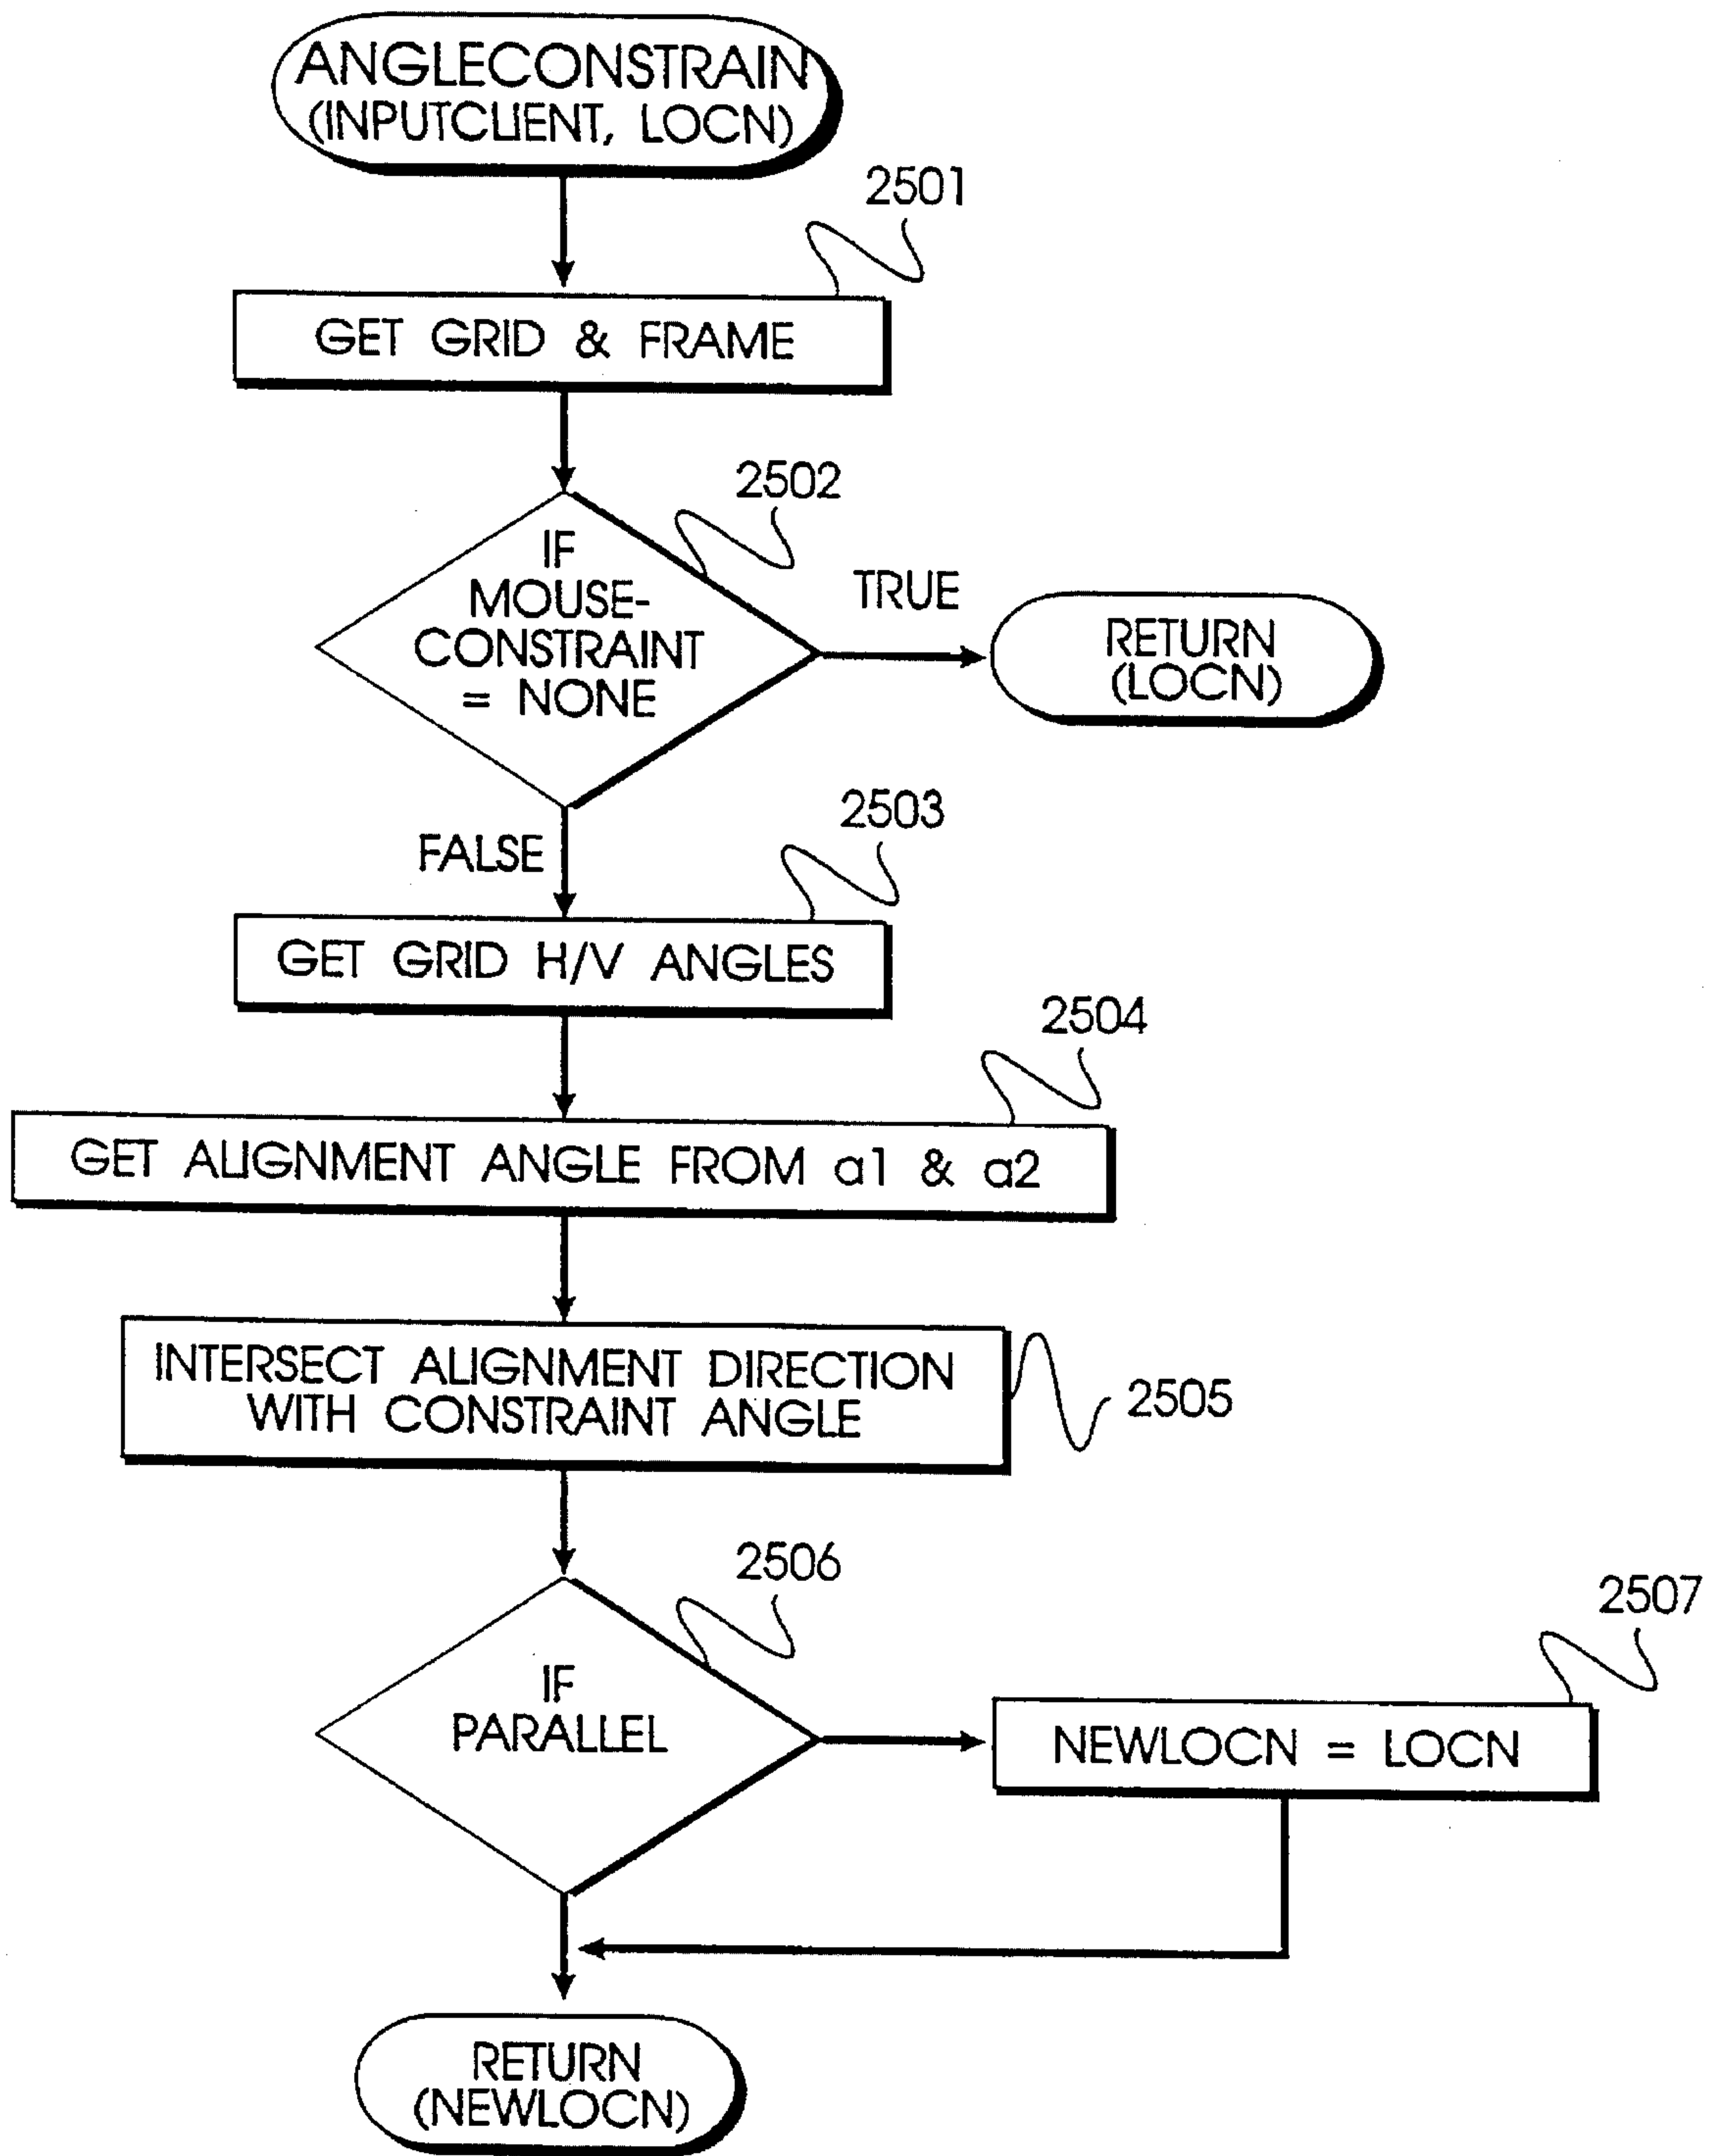 ANGLECONSTRAIN
(INPUTCLIENT, LOCN)
2501
GET GRID & FRAME
2502
IF
MOUSE-
CONSTRAINT
= NONE
TRUE
RETURN
(LOCN)
FALSE
2503
GET GRID H/V ANGLES
2504
GET ALIGNMENT ANGLE FROM a1 & a2
INTERSECT ALIGNMENT DIRECTION
WITH CONSTRAINT ANGLE
2505
2506
IF
PARALLEL
2507
NEWLOCN = LOCN
RETURN
(NEWLOCN)